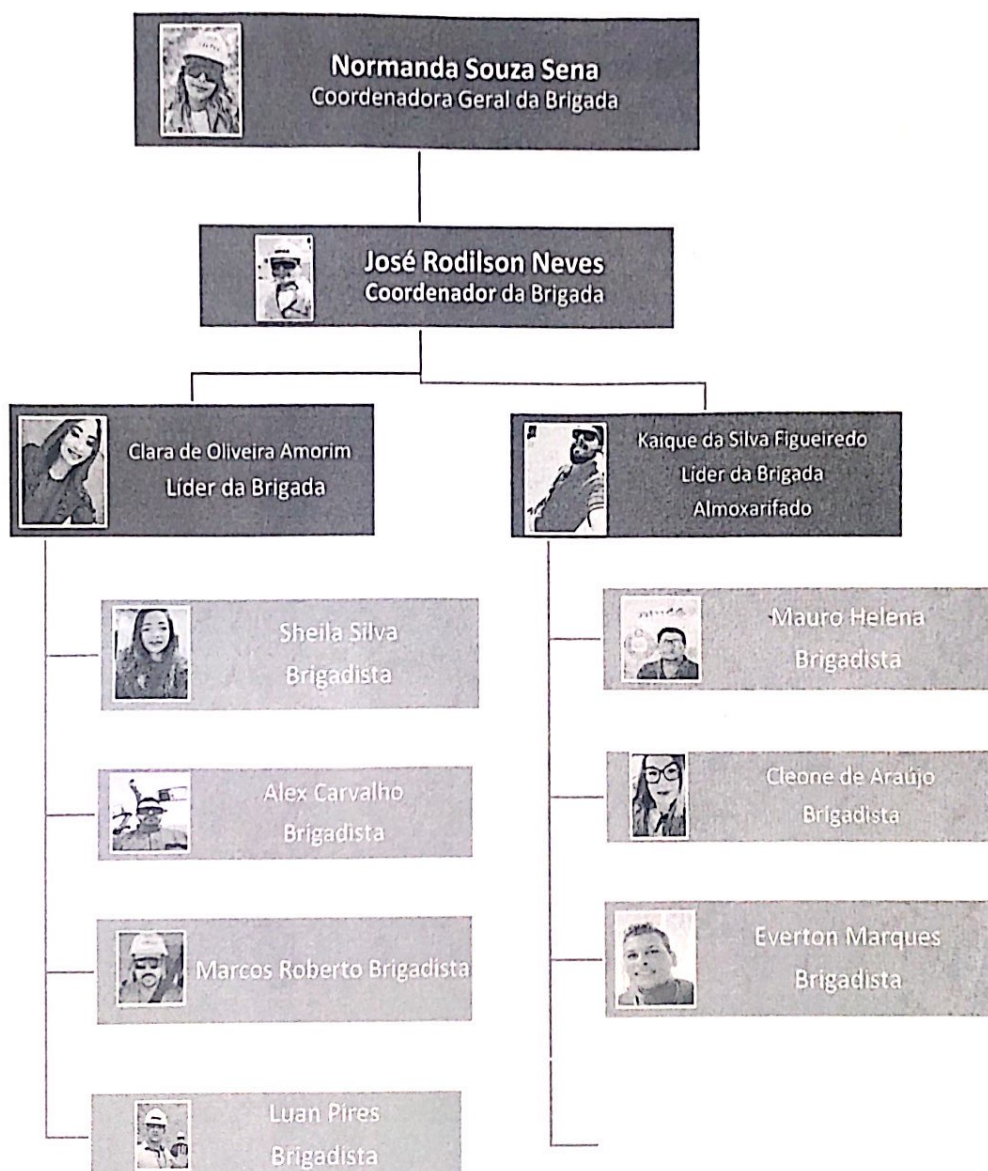 Normanda Souza Sena
Coordenadora Geral da Brigada
José Rodilson Neves
Coordenador da Brigada
Clara de Oliveira Amorim
Líder da Brigada
Kaique da Silva Figueiredo
Líder da Brigada
Almoxarifado
Sheila Silva
Brigadista
Mauro Helena
Brigadista
Alex Carvalho
Brigadista
Cleone de Araújo
Brigadista
Marcos Roberto Brigadista
Everton Marques
Brigadista
Luan Pires
Brigadista